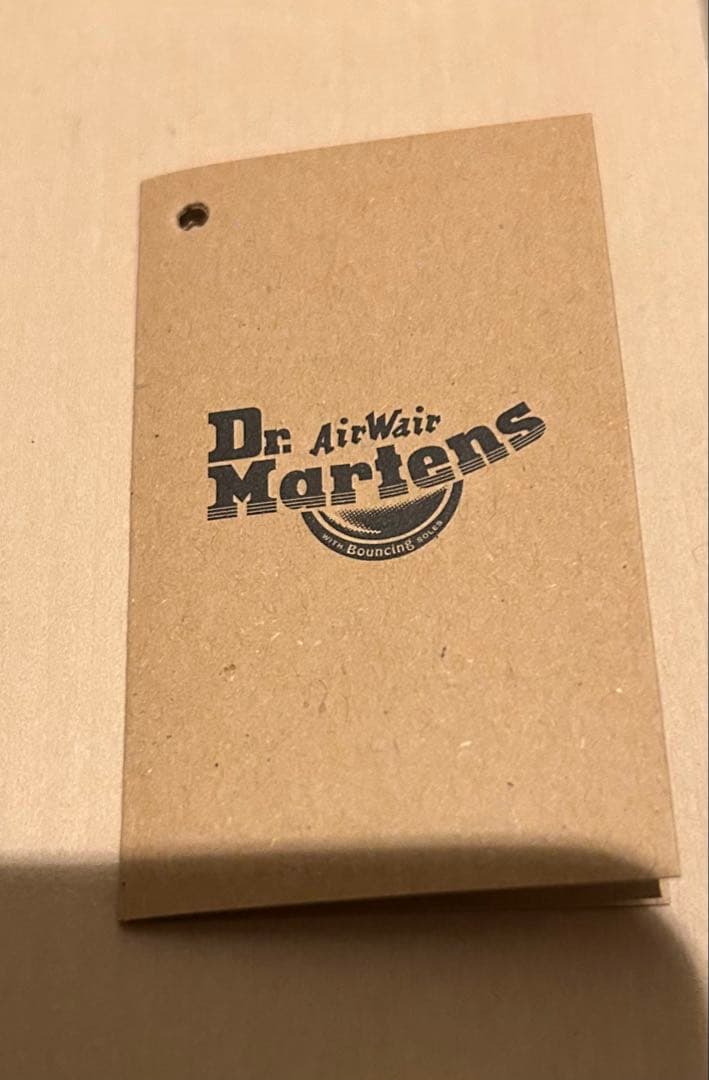 Dr. AirWair
Martens
WITH Bouncing SOLES